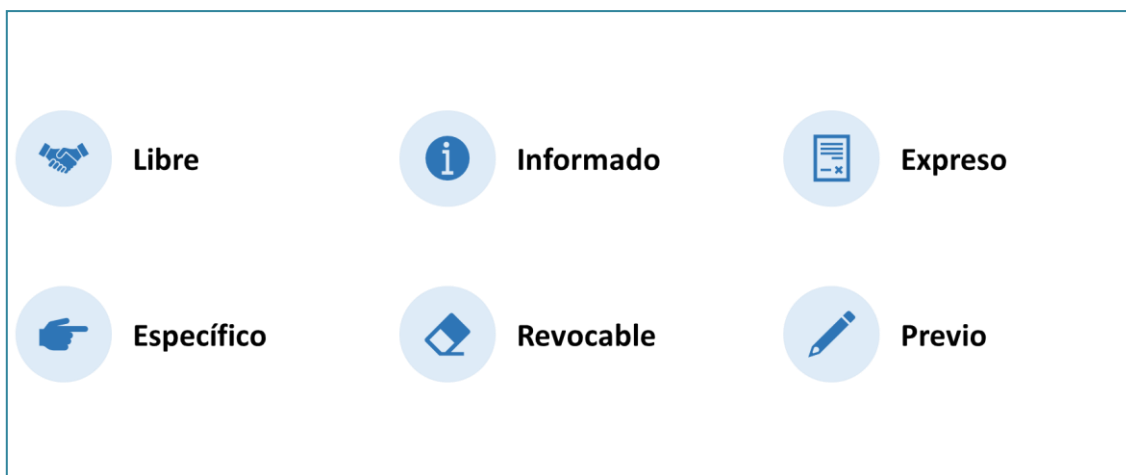 Libre
Informado
Expreso
Específico
Revocable
Previo